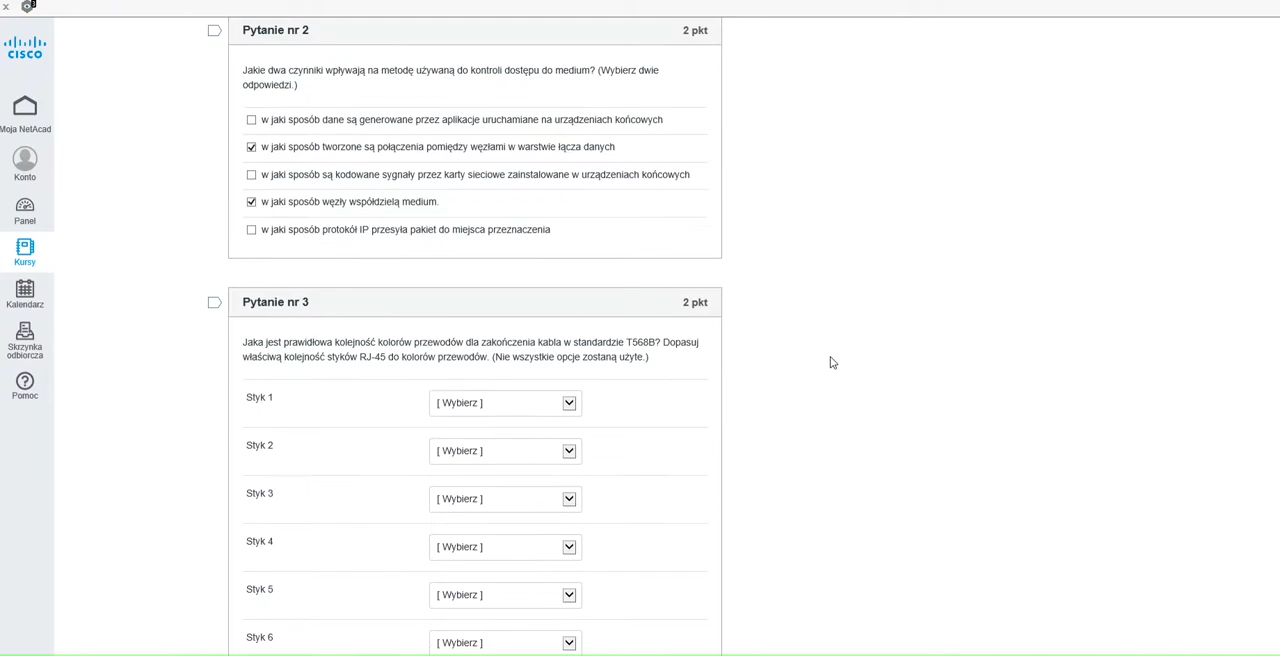 x
CISCO
Moja NetAcad
Konto
Panel
Kursy
Kalendarz
Skrzynka
odbiorcza
Pomoc
Pytanie nr 2 2 pkt
Jakie dwa czynniki wpływają na metodę używaną do kontroli dostępu do medium? (Wybierz dwie
odpowiedzi.)
w jaki sposób dane są generowane przez aplikacje uruchamiane na urządzeniach końcowych
w jaki sposób tworzone są połączenia pomiędzy węzłami w warstwie łącza danych
w jaki sposób są kodowane sygnały przez karty sieciowe zainstalowane w urządzeniach końcowych
w jaki sposób węzły współdzielą medium.
w jaki sposób protokół IP przesyła pakiet do miejsca przeznaczenia
Pytanie nr 3 2 pkt
Jaka jest prawidłowa kolejność kolorów przewodów dla zakończenia kabla w standardzie T568B? Dopasuj
właściwą kolejność styków RJ-45 do kolorów przewodów. (Nie wszystkie opcje zostaną użyte.)
Styk 1 [ Wybierz ]
Styk 2 [ Wybierz ]
Styk 3 [ Wybierz ]
Styk 4 [ Wybierz ]
Styk 5 [ Wybierz ]
Styk 6 [ Wybierz ]